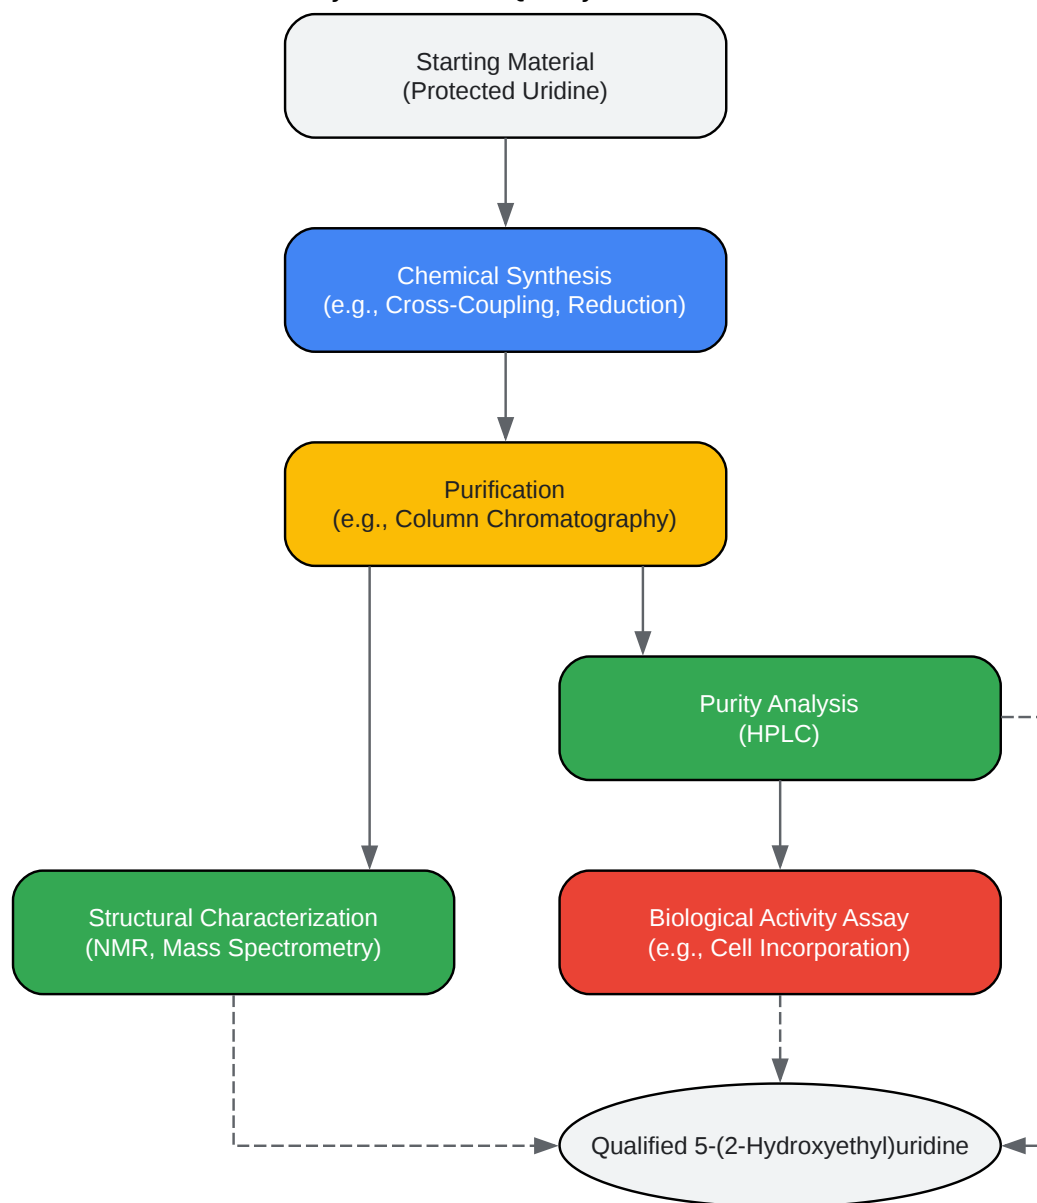 Starting Material
(Protected Uridine)
Chemical Synthesis
(e.g., Cross-Coupling, Reduction)
Purification
(e.g., Column Chromatography)
Purity Analysis
(HPLC)
Structural Characterization
(NMR, Mass Spectrometry)
Biological Activity Assay
(e.g., Cell Incorporation)
Qualified 5-(2-Hydroxyethyl)uridine